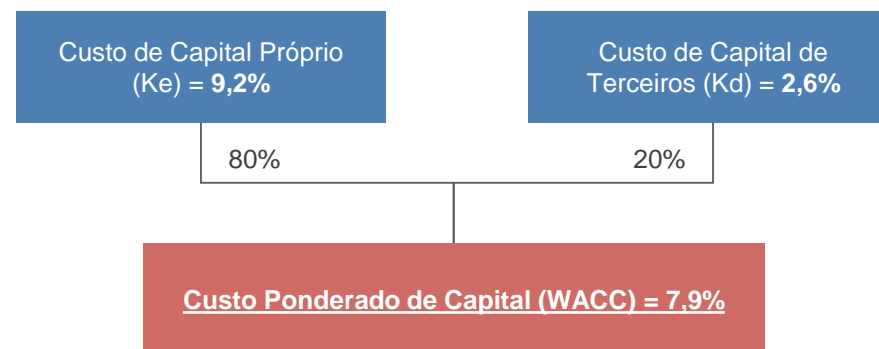 Custo de Capital Próprio
(Ke) = 9,2%
Custo de Capital de
Terceiros (Kd) = 2,6%
80%
20%
Custo Ponderado de Capital (WACC) = 7,9%